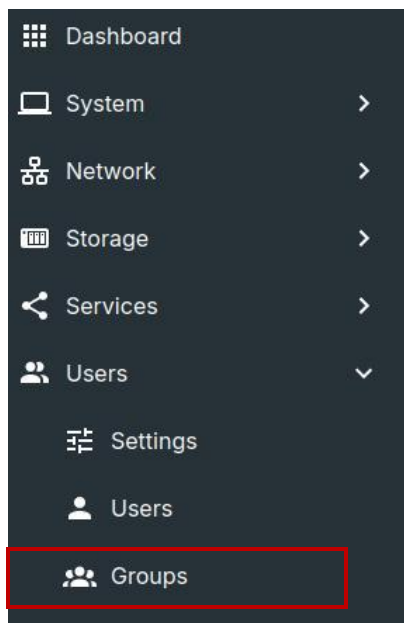 Dashboard
System
Network
Storage
Services
Users
Settings
Users
Groups